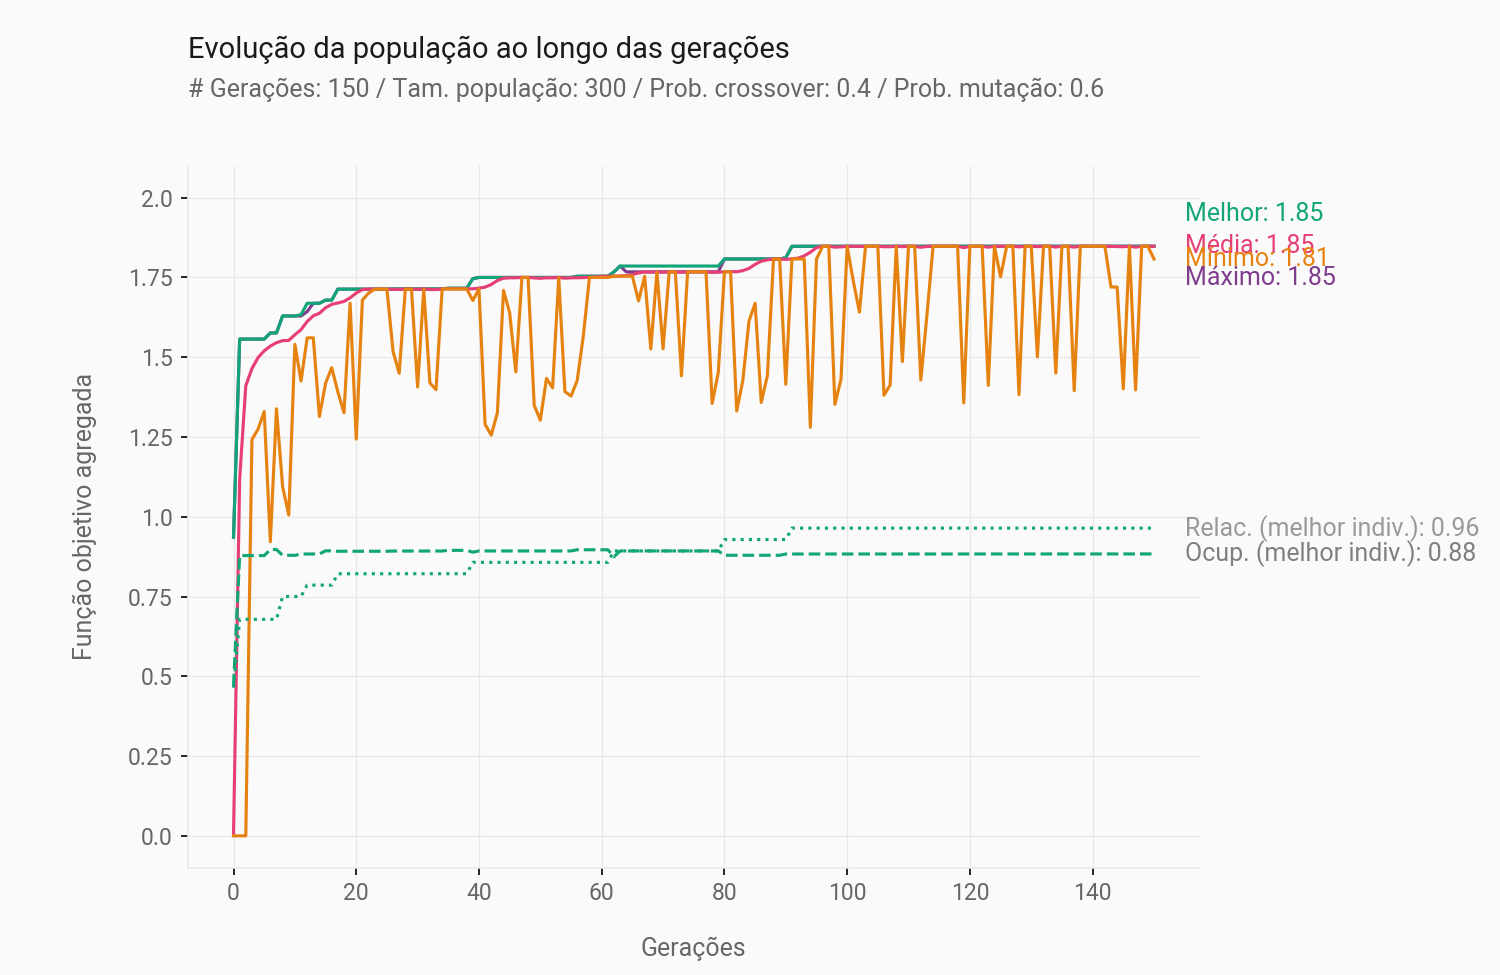 Evolução da população ao longo das gerações
# Gerações: 150 / Tam. população: 300 / Prob. crossover: 0.4 / Prob. mutação: 0.6
Função objetivo agregada
2.0
1.75
1.5
1.25
1.0
0.75
0.5
0.25
0.0
Melhor: 1.85
Média: 1.85
Mínimo: 1.81
Máximo: 1.85
Relac. (melhor indiv.): 0.96
Ocup. (melhor indiv.): 0.88
0 20 40 60 80 100 120 140
Gerações